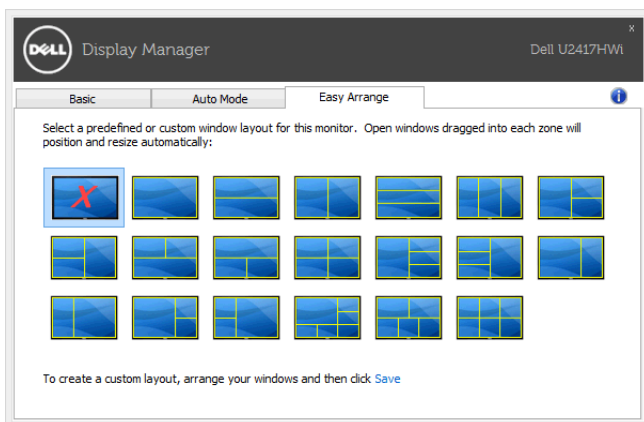 x
DELL Display Manager Dell U2417HWi
Basic Auto Mode Easy Arrange i
Select a predefined or custom window layout for this monitor. Open windows dragged into each zone will
position and resize automatically:
X
To create a custom layout, arrange your windows and then click Save